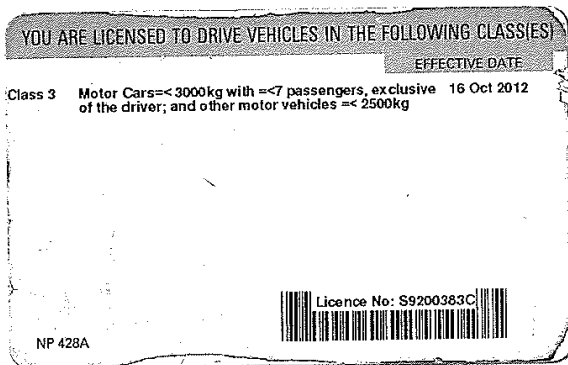 YOU ARE LICENSED TO DRIVE VEHICLES IN THE FOLLOWING CLASS(ES)
EFFECTIVE DATE
Class 3 Motor Cars=< 3000kg with =<7 passengers, exclusive 16 Oct 2012
of the driver; and other motor vehicles =< 2500kg
Licence No: S9200383C
NP 428A